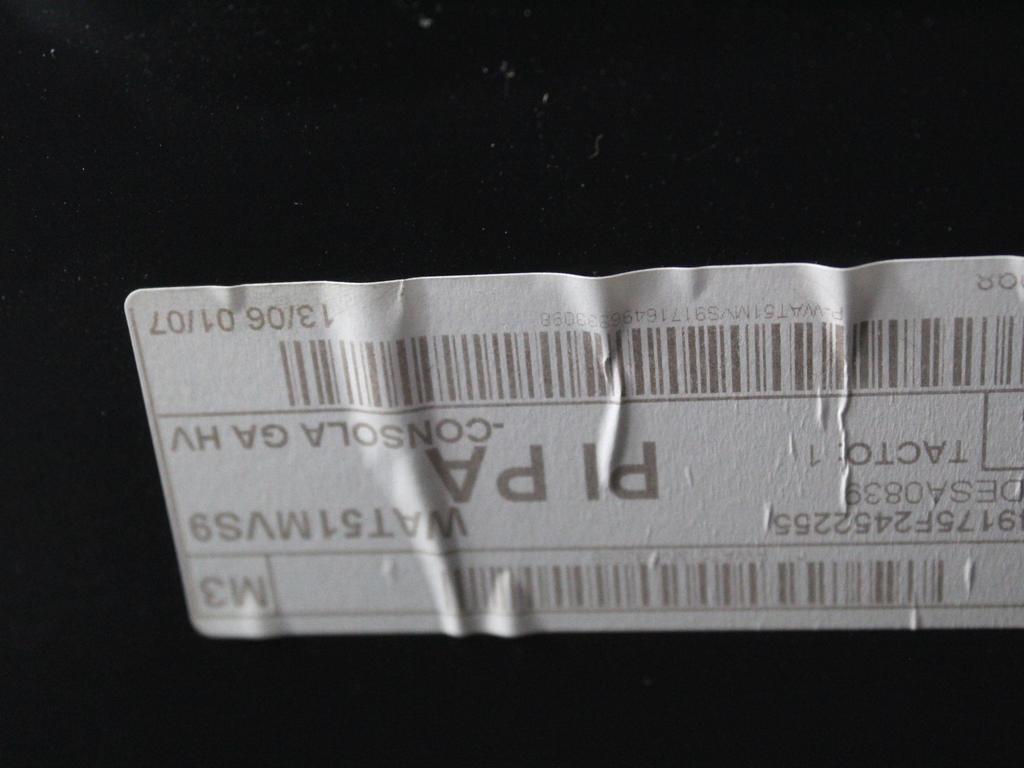 M3
9175F2452255 WAT51MVS9
DESA0839
TACTO: 1 PI PA
-CONSOLA GA HV
13/06 01/07